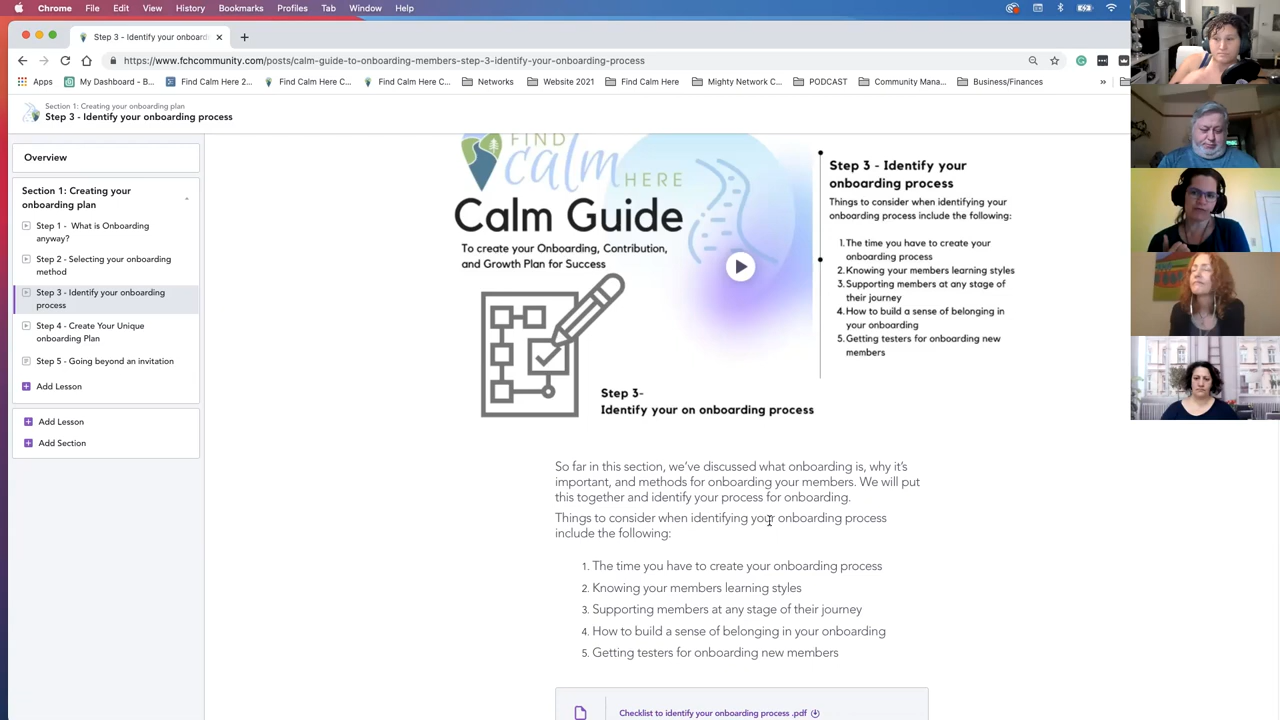 Chrome File Edit View History Bookmarks Profiles Tab Window Help
Step 3 - Identify your onboard
https://www.fchcommunity.com/posts/calm-guide-to-onboarding-members-step-3-identify-your-onboarding-process
Apps My Dashboard - B... Find Calm Here 2... Find Calm Here C... Find Calm Here C... Networks Website 2021 Find Calm Here Mighty Network C... PODCAST Community Mana... Business/Finances »
Section 1: Creating your onboarding plan
Step 3 - Identify your onboarding process
Overview
Section 1: Creating your
onboarding plan
Step 1 - What is Onboarding
anyway?
Step 2 - Selecting your onboarding
method
Step 3 - Identify your onboarding
process
Step 4 - Create Your Unique
onboarding Plan
Step 5 - Going beyond an invitation
Add Lesson
Add Lesson
Add Section
FIND
calm HERE
Calm Guide
To create your Onboarding, Contribution,
and Growth Plan for Success
Step 3-
Identify your on onboarding process
Step 3 - Identify your
onboarding process
Things to consider when identifying your
onboarding process include the following:
1. The time you have to create your
onboarding process
2. Knowing your members learning styles
3. Supporting members at any stage of
their journey
4. How to build a sense of belonging in
your onboarding
5. Getting testers for onboarding new
members
So far in this section, we've discussed what onboarding is, why it's
important, and methods for onboarding your members. We will put
this together and identify your process for onboarding.
Things to consider when identifying your onboarding process
include the following:
1. The time you have to create your onboarding process
2. Knowing your members learning styles
3. Supporting members at any stage of their journey
4. How to build a sense of belonging in your onboarding
5. Getting testers for onboarding new members
Checklist to identify your onboarding process .pdf